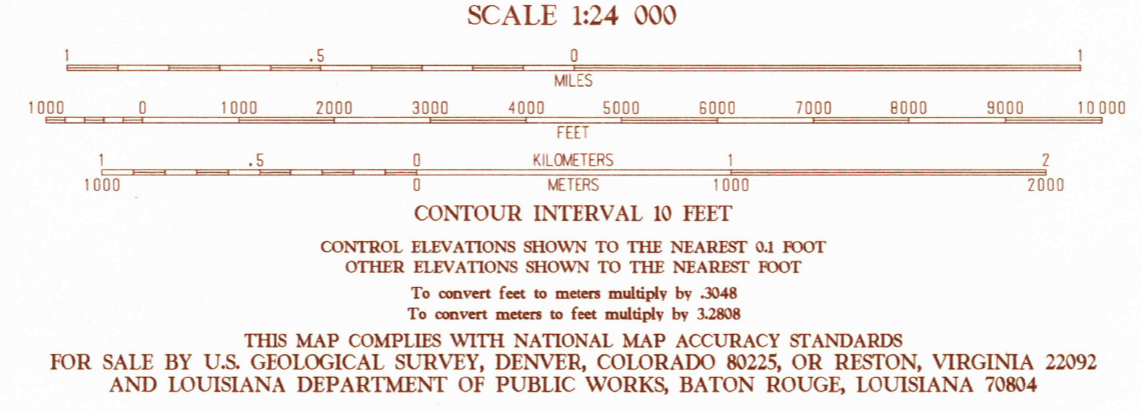 SCALE 1:24 000
1 .5 0 1
MILES
1000 0 1000 2000 3000 4000 5000 6000 7000 8000 9000 10 000
FEET
1 .5 0 KILOMETERS 1 2
1000 0 METERS 1000 2000
CONTOUR INTERVAL 10 FEET
CONTROL ELEVATIONS SHOWN TO THE NEAREST 0.1 FOOT
OTHER ELEVATIONS SHOWN TO THE NEAREST FOOT
To convert feet to meters multiply by .3048
To convert meters to feet multiply by 3.2808
THIS MAP COMPLIES WITH NATIONAL MAP ACCURACY STANDARDS
FOR SALE BY U.S. GEOLOGICAL SURVEY, DENVER, COLORADO 80225, OR RESTON, VIRGINIA 22092
AND LOUISIANA DEPARTMENT OF PUBLIC WORKS, BATON ROUGE, LOUISIANA 70804